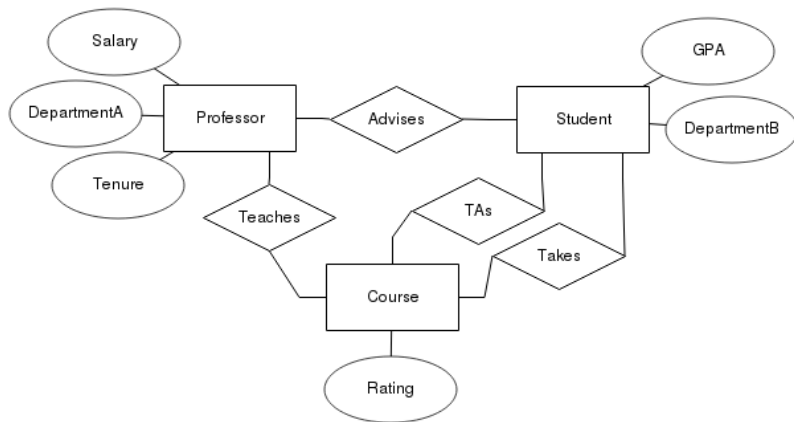 Salary
GPA
DepartmentA
Professor
Advises
Student
DepartmentB
Tenure
Teaches
TAs
Takes
Course
Rating